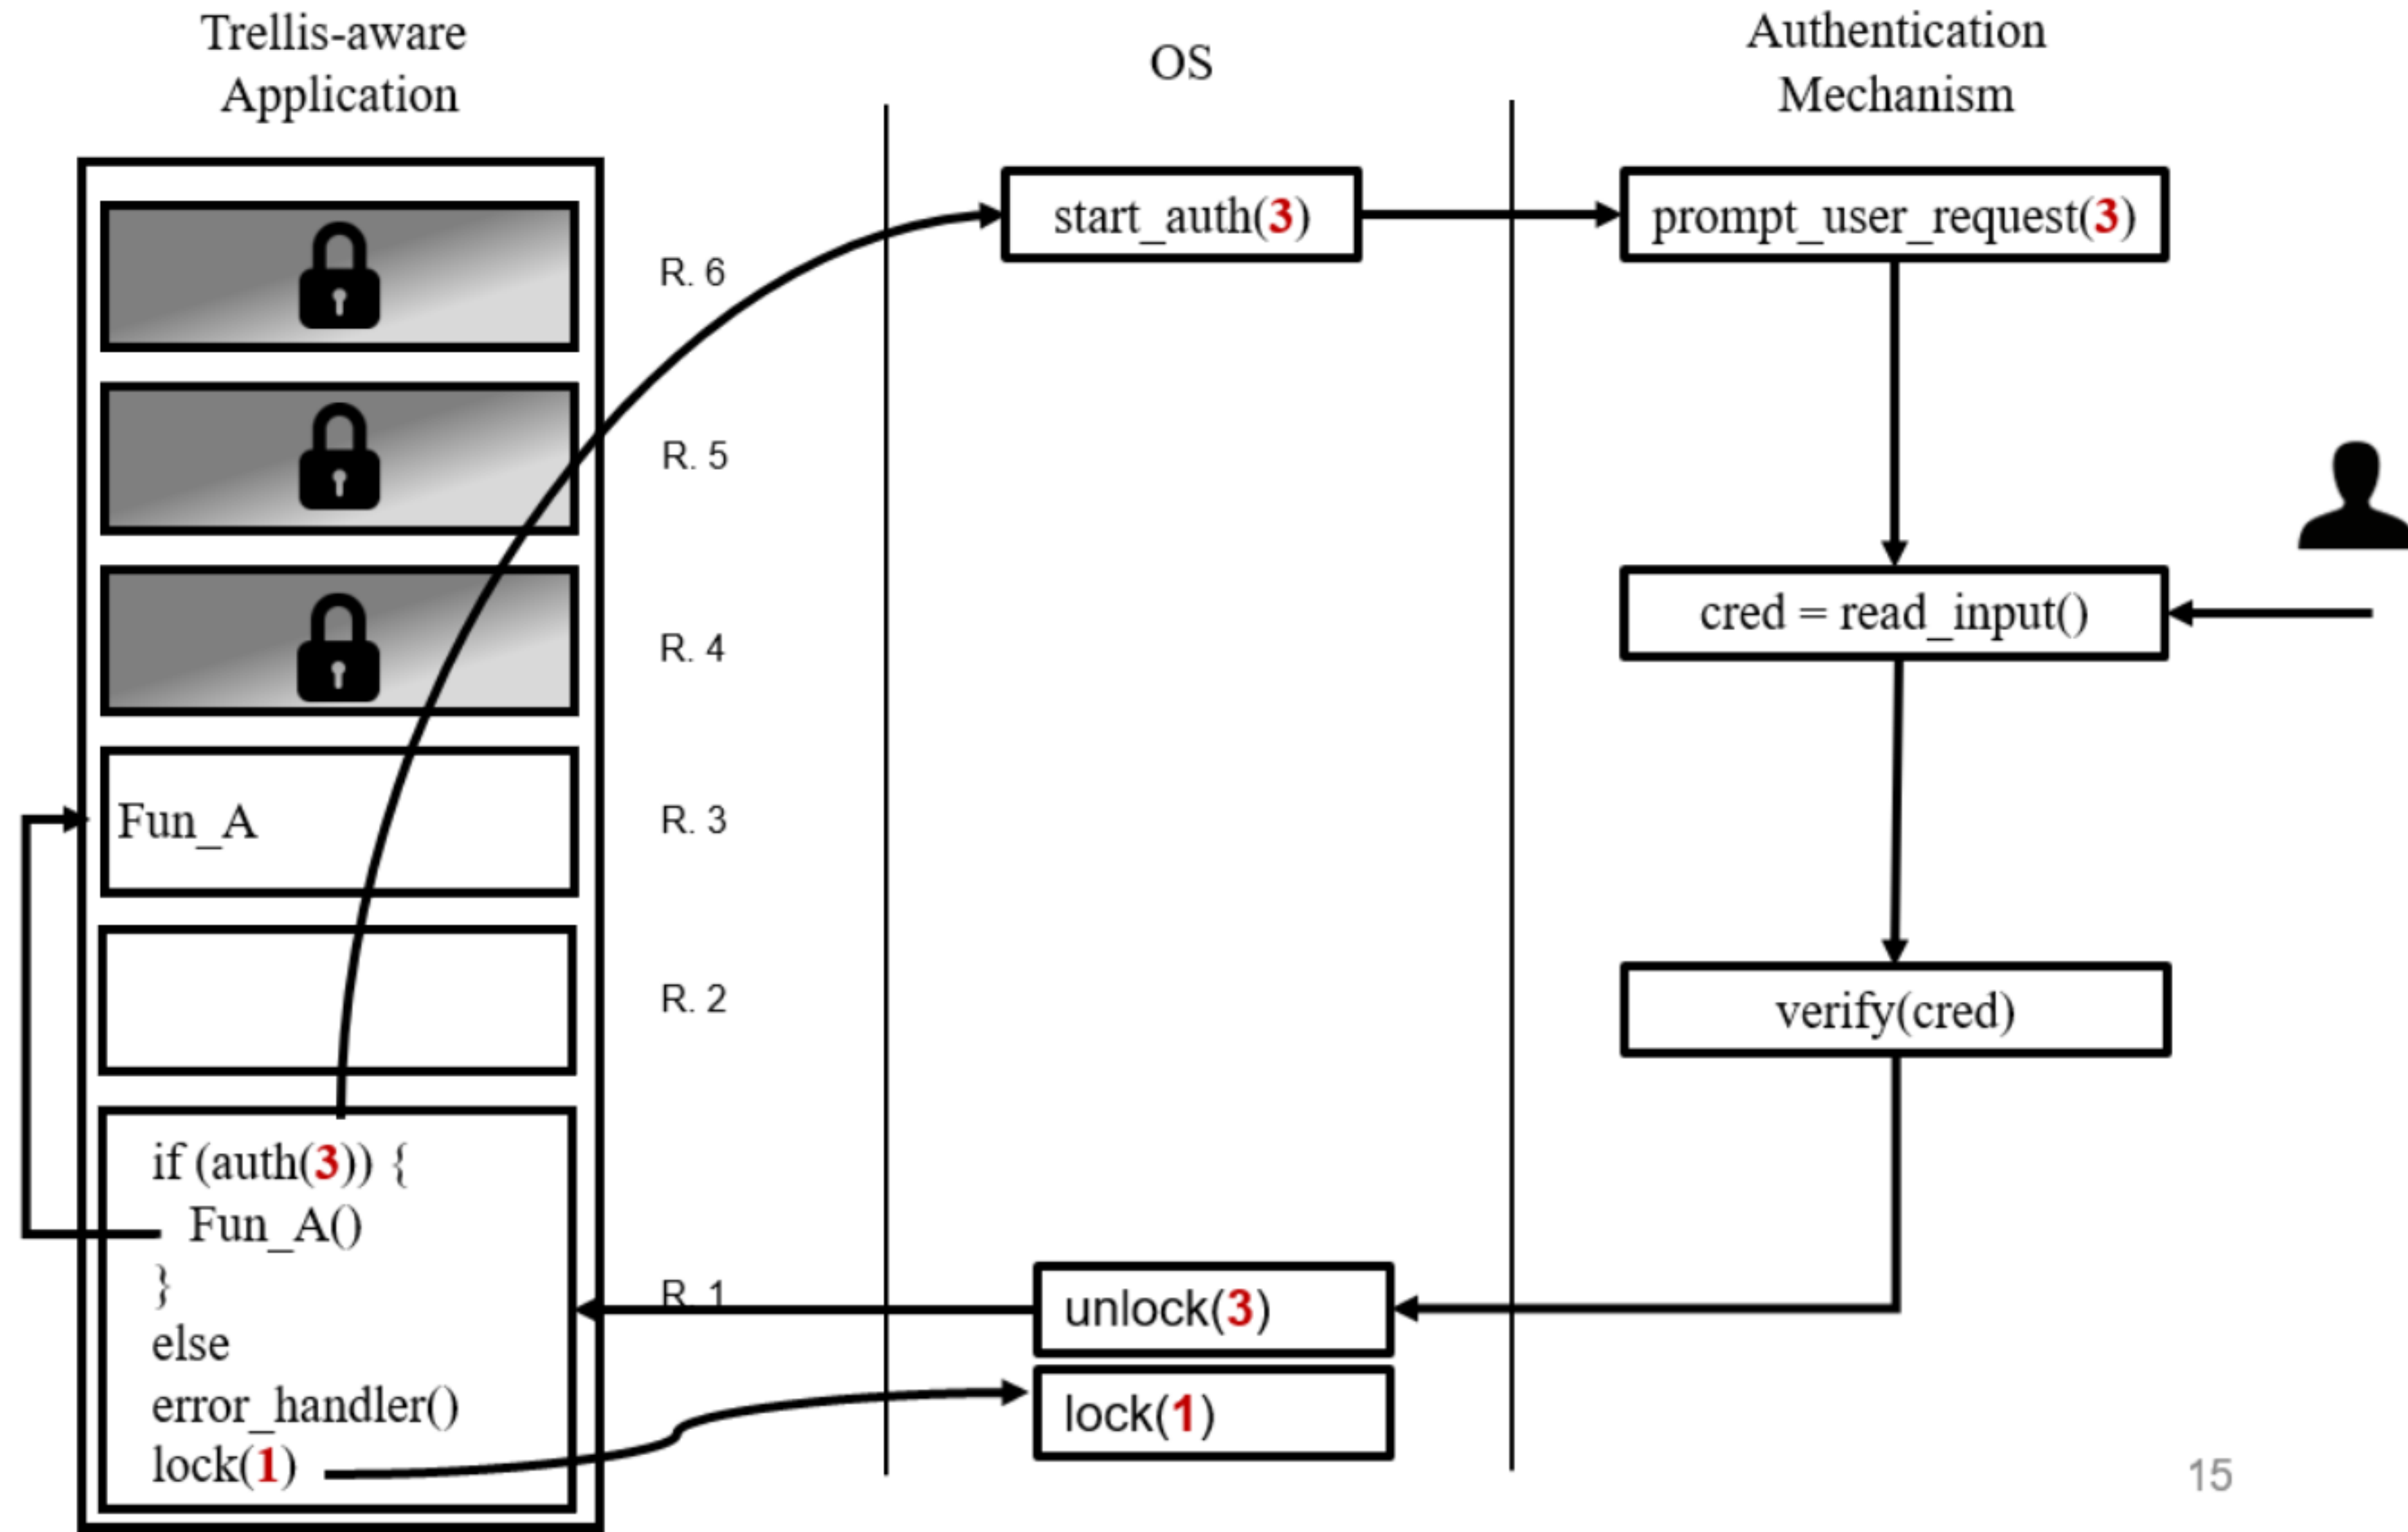 Trellis-aware
Application
OS
Authentication
Mechanism
start_auth(3)
prompt_user_request(3)
R. 6
R. 5
cred = read_input()
R. 4
Fun_A
R. 3
R. 2
verify(cred)
if (auth(3)) {
Fun_A()
}
else
error_handler()
lock(1)
R. 1
unlock(3)
lock(1)
15